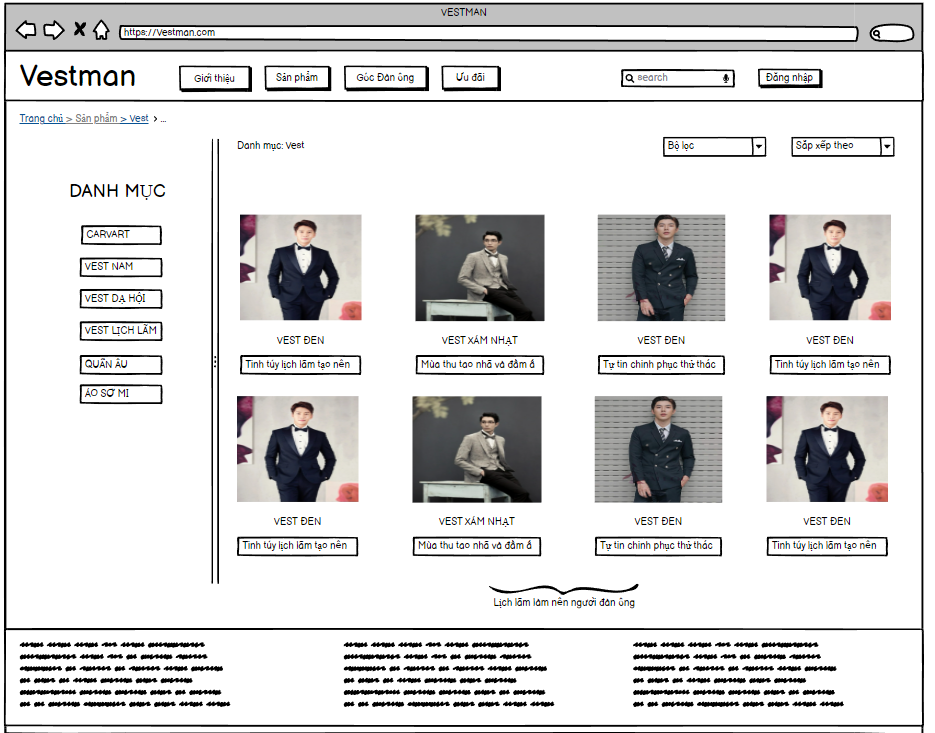 VESTMAN
https://Vestman.com
Vestman
Giới thiệu
Sản phẩm
Góc Đàn ông
Ưu đãi
search
Đăng nhập
Trang chủ > Sản phẩm > Vest > ...
Danh mục: Vest
Bộ lọc
Sắp xếp theo
DANH MỤC
CARVART
VEST NAM
VEST DẠ HỘI
VEST LỊCH LÃM
QUẦN ÂU
ÁO SƠ MI
VEST ĐEN
VEST XÁM NHẠT
VEST ĐEN
VEST ĐEN
Tinh túy lịch lãm tạo nên
Mùa thu tao nhã và đầm ấ
Tự tin chinh phục thử thác
Tinh túy lịch lãm tạo nên
VEST ĐEN
VEST XÁM NHẠT
VEST ĐEN
VEST ĐEN
Tinh túy lịch lãm tạo nên
Mùa thu tao nhã và đầm ấ
Tự tin chinh phục thử thác
Tinh túy lịch lãm tạo nên
Lịch lãm làm nên người đàn ông